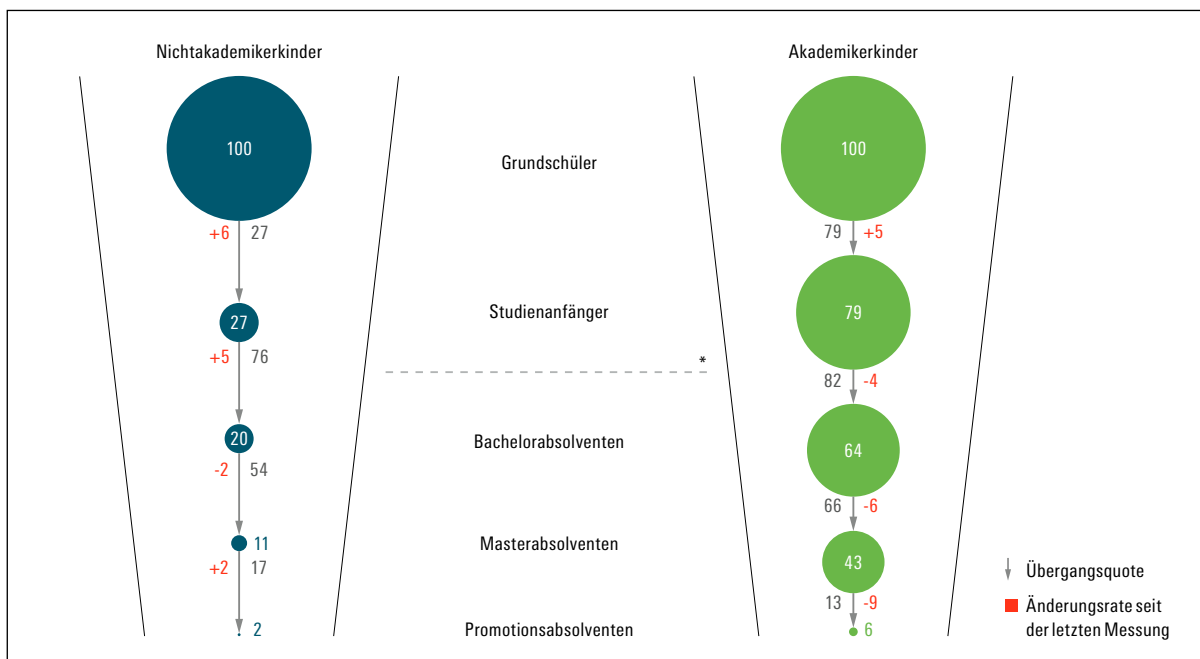 Nichtakademikerkinder
Akademikerkinder
100
Grundschüler
100
+6 27
79 +5
27
Studienanfänger
79
+5 76
*
82 -4
20
Bachelorabsolventen
64
-2 54
66 -6
11
Masterabsolventen
43
+2 17
13 -9
2
Promotionsabsolventen
6
Übergangsquote
Änderungsrate seit
der letzten Messung